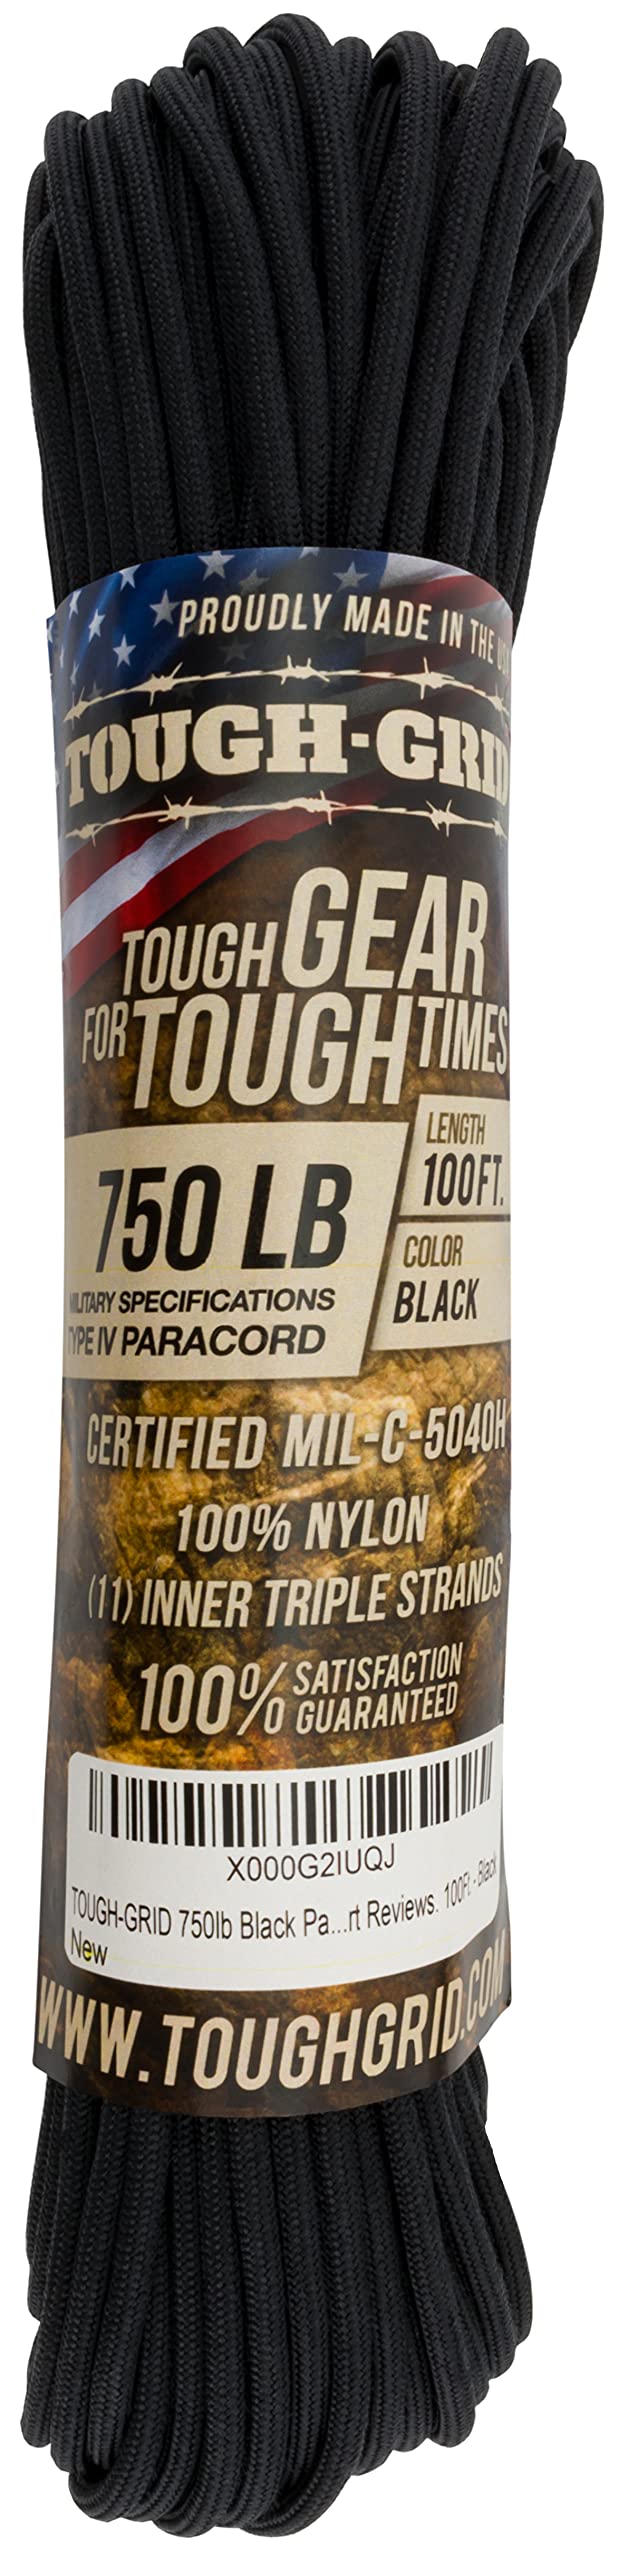 PROUDLY MADE IN THE
TOUGH-GRID
TOUGH GEAR
FOR TOUGH TIMES
750 LB
MILITARY SPECIFICATIONS
TYPE IV PARACORD
LENGTH
100FT.
COLOR
BLACK
CERTIFIED MIL-C-5040H
100% NYLON
(11) INNER TRIPLE STRANDS
100% SATISFACTION
GUARANTEED
X000G2IUQJ
TOUGH-GRID 750lb Black Pa...rt Reviews. 100Ft. - Black
New
WWW.TOUGHGRID.COM